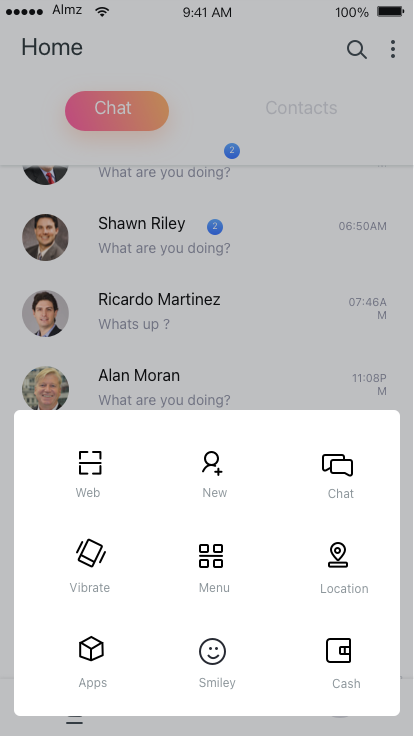 Almz 9:41 AM 100%
Home
Chat Contacts
2
What are you doing?
Shawn Riley 2 06:50AM
What are you doing?
Ricardo Martinez 07:46A
M
Whats up ?
Alan Moran 11:08P
M
What are you doing?
Web New Chat
Vibrate Menu Location
Apps Smiley Cash